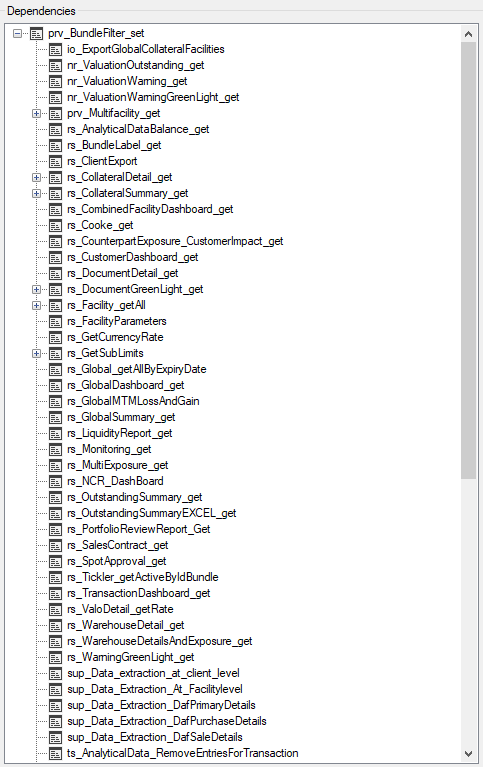 Dependencies
prv_BundleFilter_set
io_ExportGlobalCollateralFacilities
nr_ValuationOutstanding_get
nr_ValuationWarning_get
nr_ValuationWarningGreenLight_get
prv_Multifacility_get
rs_AnalyticalDataBalance_get
rs_BundleLabel_get
rs_ClientExport
rs_CollateralDetail_get
rs_CollateralSummary_get
rs_CombinedFacilityDashboard_get
rs_Cooke_get
rs_CounterpartExposure_CustomerImpact_get
rs_CustomerDashboard_get
rs_DocumentDetail_get
rs_DocumentGreenLight_get
rs_Facility_getAll
rs_FacilityParameters
rs_GetCurrencyRate
rs_GetSubLimits
rs_Global_getAllByExpiryDate
rs_GlobalDashboard_get
rs_GlobalMTMLossAndGain
rs_GlobalSummary_get
rs_LiquidityReport_get
rs_Monitoring_get
rs_MultiExposure_get
rs_NCR_DashBoard
rs_OutstandingSummary_get
rs_OutstandingSummaryEXCEL_get
rs_PortfolioReviewReport_Get
rs_SalesContract_get
rs_SpotApproval_get
rs_Tickler_getActiveByIdBundle
rs_TransactionDashboard_get
rs_ValoDetail_getRate
rs_WarehouseDetail_get
rs_WarehouseDetailsAndExposure_get
rs_WarningGreenLight_get
sup_Data_extraction_at_client_level
sup_Data_Extraction_At_Facilitylevel
sup_Data_Extraction_DafPrimaryDetails
sup_Data_Extraction_DafPurchaseDetails
sup_Data_Extraction_DafSaleDetails
ts_AnalyticalData_RemoveEntriesForTransaction